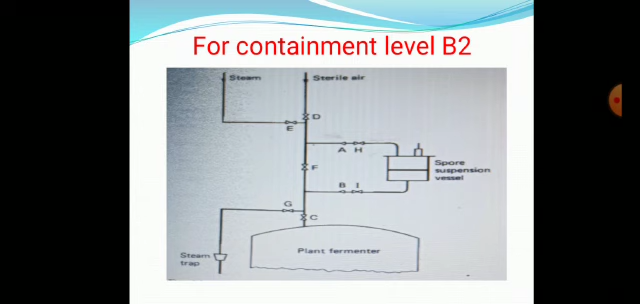 For containment level B2
Steam
Sterile air
D
E
A H
F
Spore
suspension
vessel
B I
G
C
Plant fermenter
Steam
trap